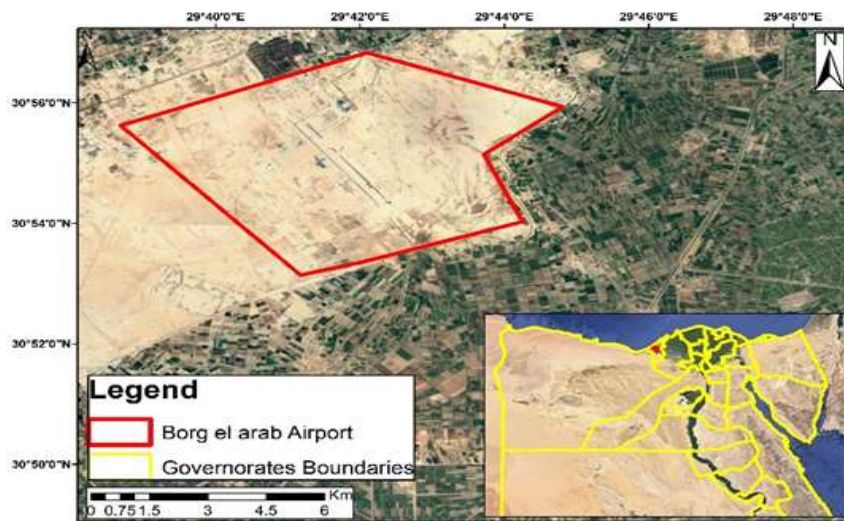 29°40'0"E 29°42'0"E 29°44'0"E 29°46'0"E 29°48'0"E
N
N
30°56'0"N
30°54'0"N
30°52'0"N
30°50'0"N
Legend
Borg el arab Airport
Governorates Boundaries
Km
0 0.75 1.5 3 4.5 6